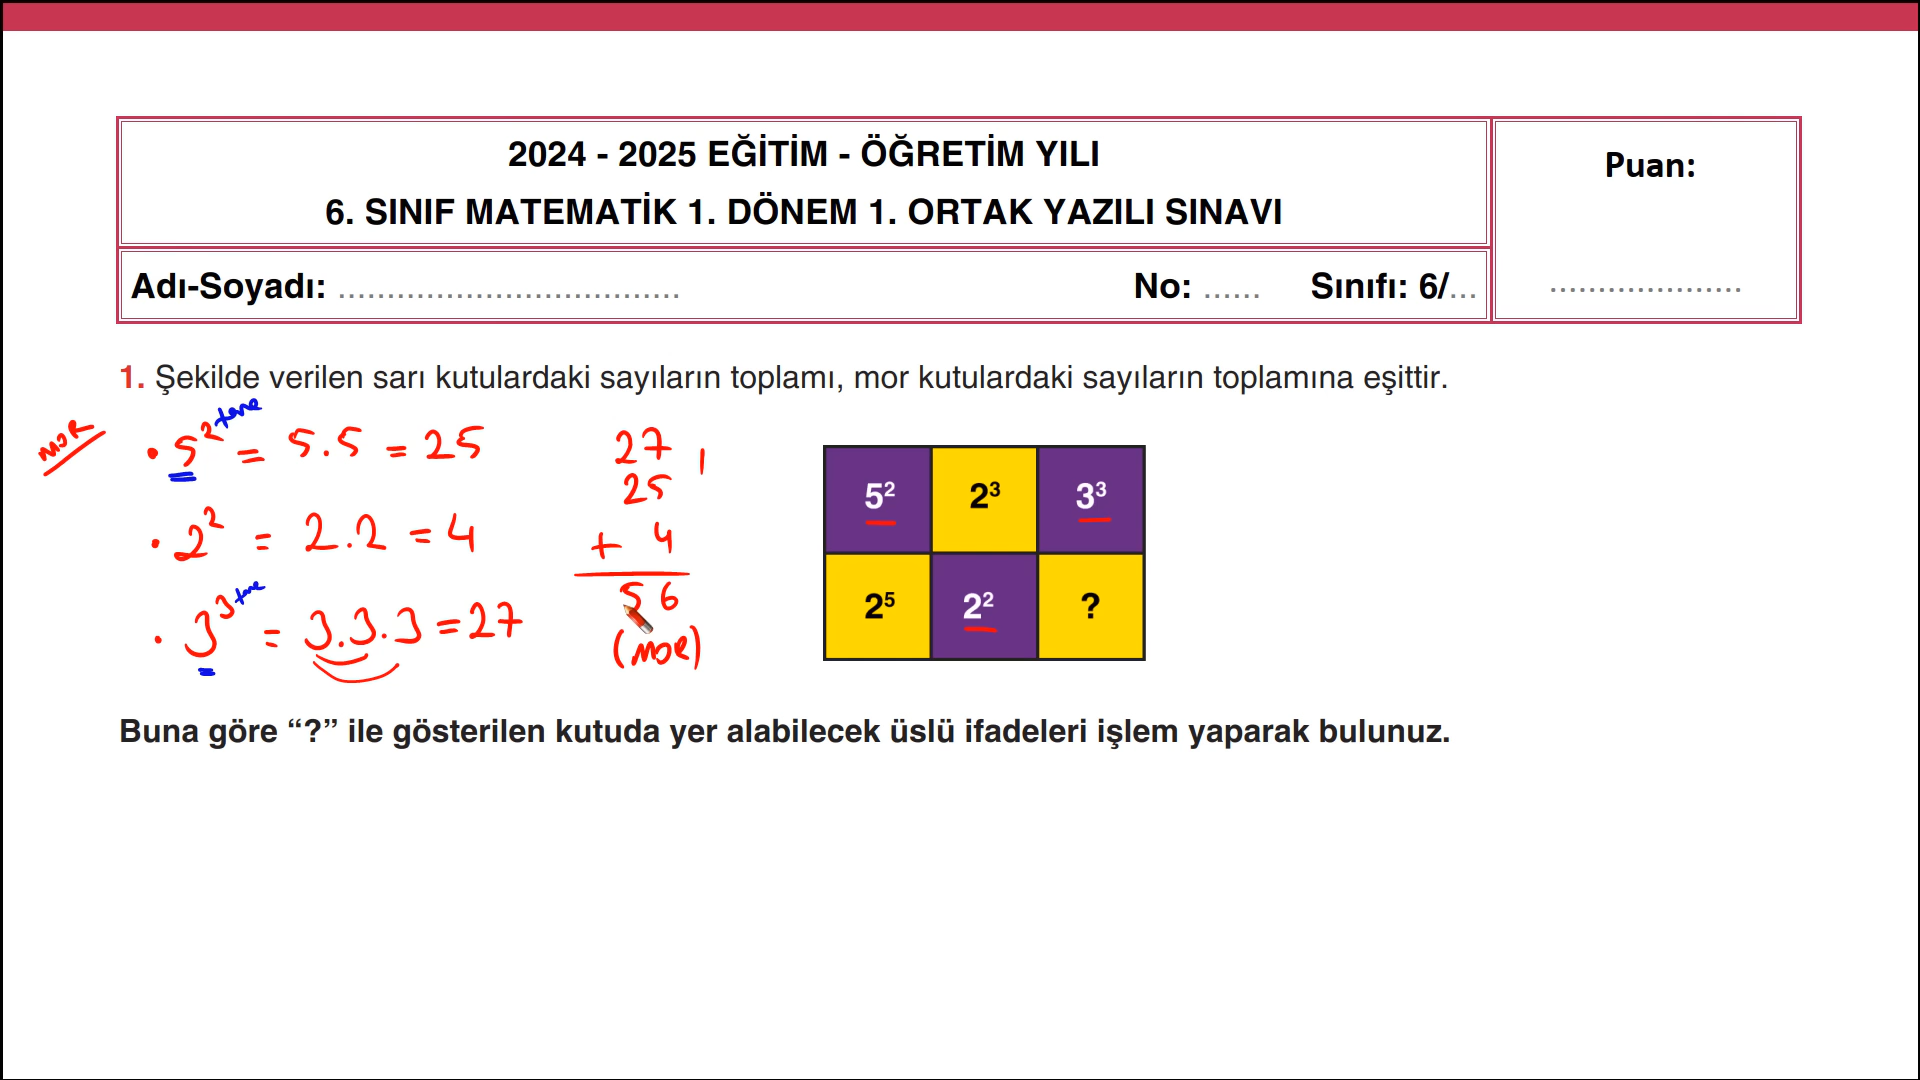 2024 - 2025 EĞİTİM - ÖĞRETİM YILI
6. SINIF MATEMATİK 1. DÖNEM 1. ORTAK YAZILI SINAVI
Puan:
Adı-Soyadı: .................................. No: ...... Sınıfı: 6/...
...................
1. Şekilde verilen sarı kutulardaki sayıların toplamı, mor kutulardaki sayıların toplamına eşittir.
MOR
• 5² tane = 5.5 = 25
• 2² = 2.2 = 4
• 3³ tane = 3.3.3 = 27
27 1
25
+ 4
56
(MOR)
5² 2³ 3³
2⁵ 2² ?
Buna göre “?” ile gösterilen kutuda yer alabilecek üslü ifadeleri işlem yaparak bulunuz.